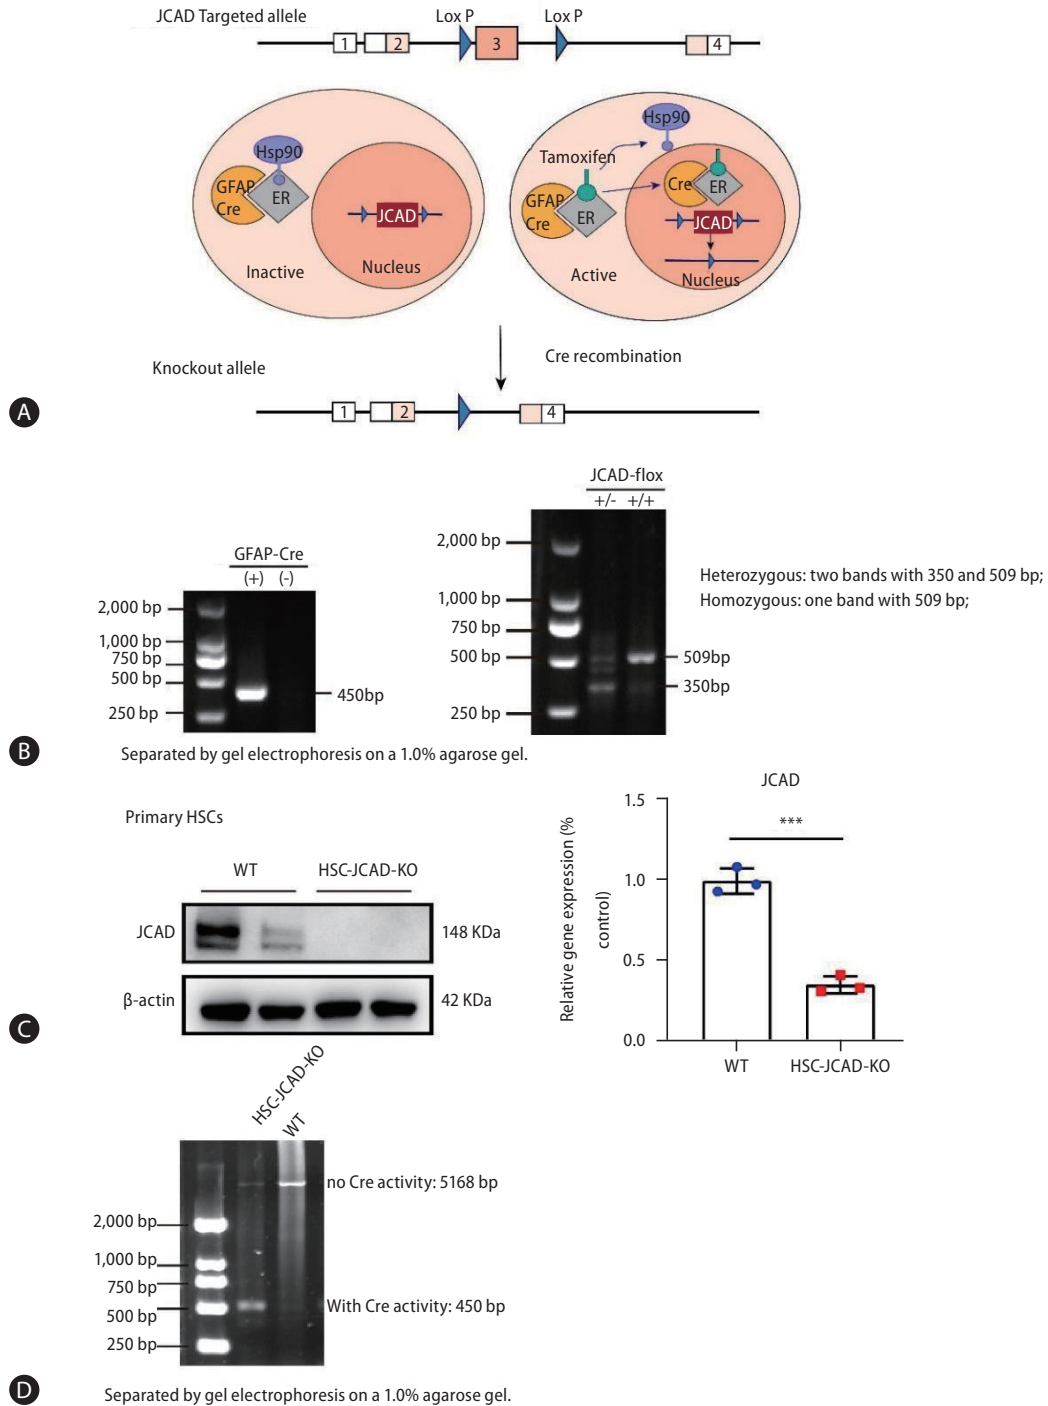 JCAD Targeted allele
Lox P
Lox P
1
2
3
4
Hsp90
GFAP
Cre
ER
JCAD
Nucleus
Inactive
Hsp90
Tamoxifen
GFAP
Cre
ER
Cre
ER
JCAD
Nucleus
Active
Cre recombination
Knockout allele
1
2
4
A
GFAP-Cre
(+) (-)
2,000 bp
1,000 bp
750 bp
500 bp
250 bp
450bp
JCAD-flox
+/- +/+
2,000 bp
1,000 bp
750 bp
500 bp
250 bp
509bp
350bp
Heterozygous: two bands with 350 and 509 bp;
Homozygous: one band with 509 bp;
B
Separated by gel electrophoresis on a 1.0% agarose gel.
Primary HSCs
WT
HSC-JCAD-KO
JCAD
148 KDa
β-actin
42 KDa
C
JCAD
Relative gene expression (%
control)
1.5
1.0
0.5
0.0
***
WT
HSC-JCAD-KO
HSC-JCAD-KO
WT
no Cre activity: 5168 bp
2,000 bp
1,000 bp
750 bp
500 bp
250 bp
With Cre activity: 450 bp
D
Separated by gel electrophoresis on a 1.0% agarose gel.